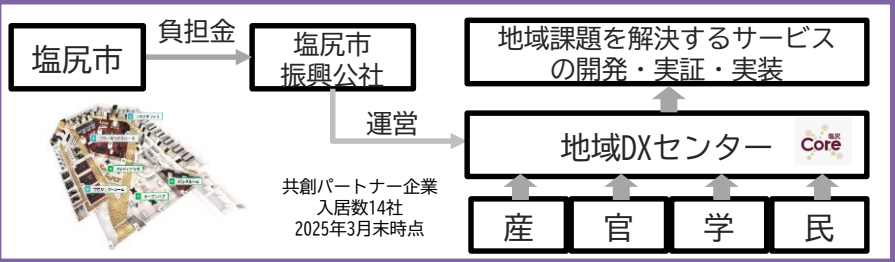 塩尻市
負担金
塩尻市
振興公社
地域課題を解決するサービス
の開発・実証・実装
運営
地域DXセンター
塩尻
Core
共創パートナー企業
入居数14社
2025年3月末時点
産
官
学
民